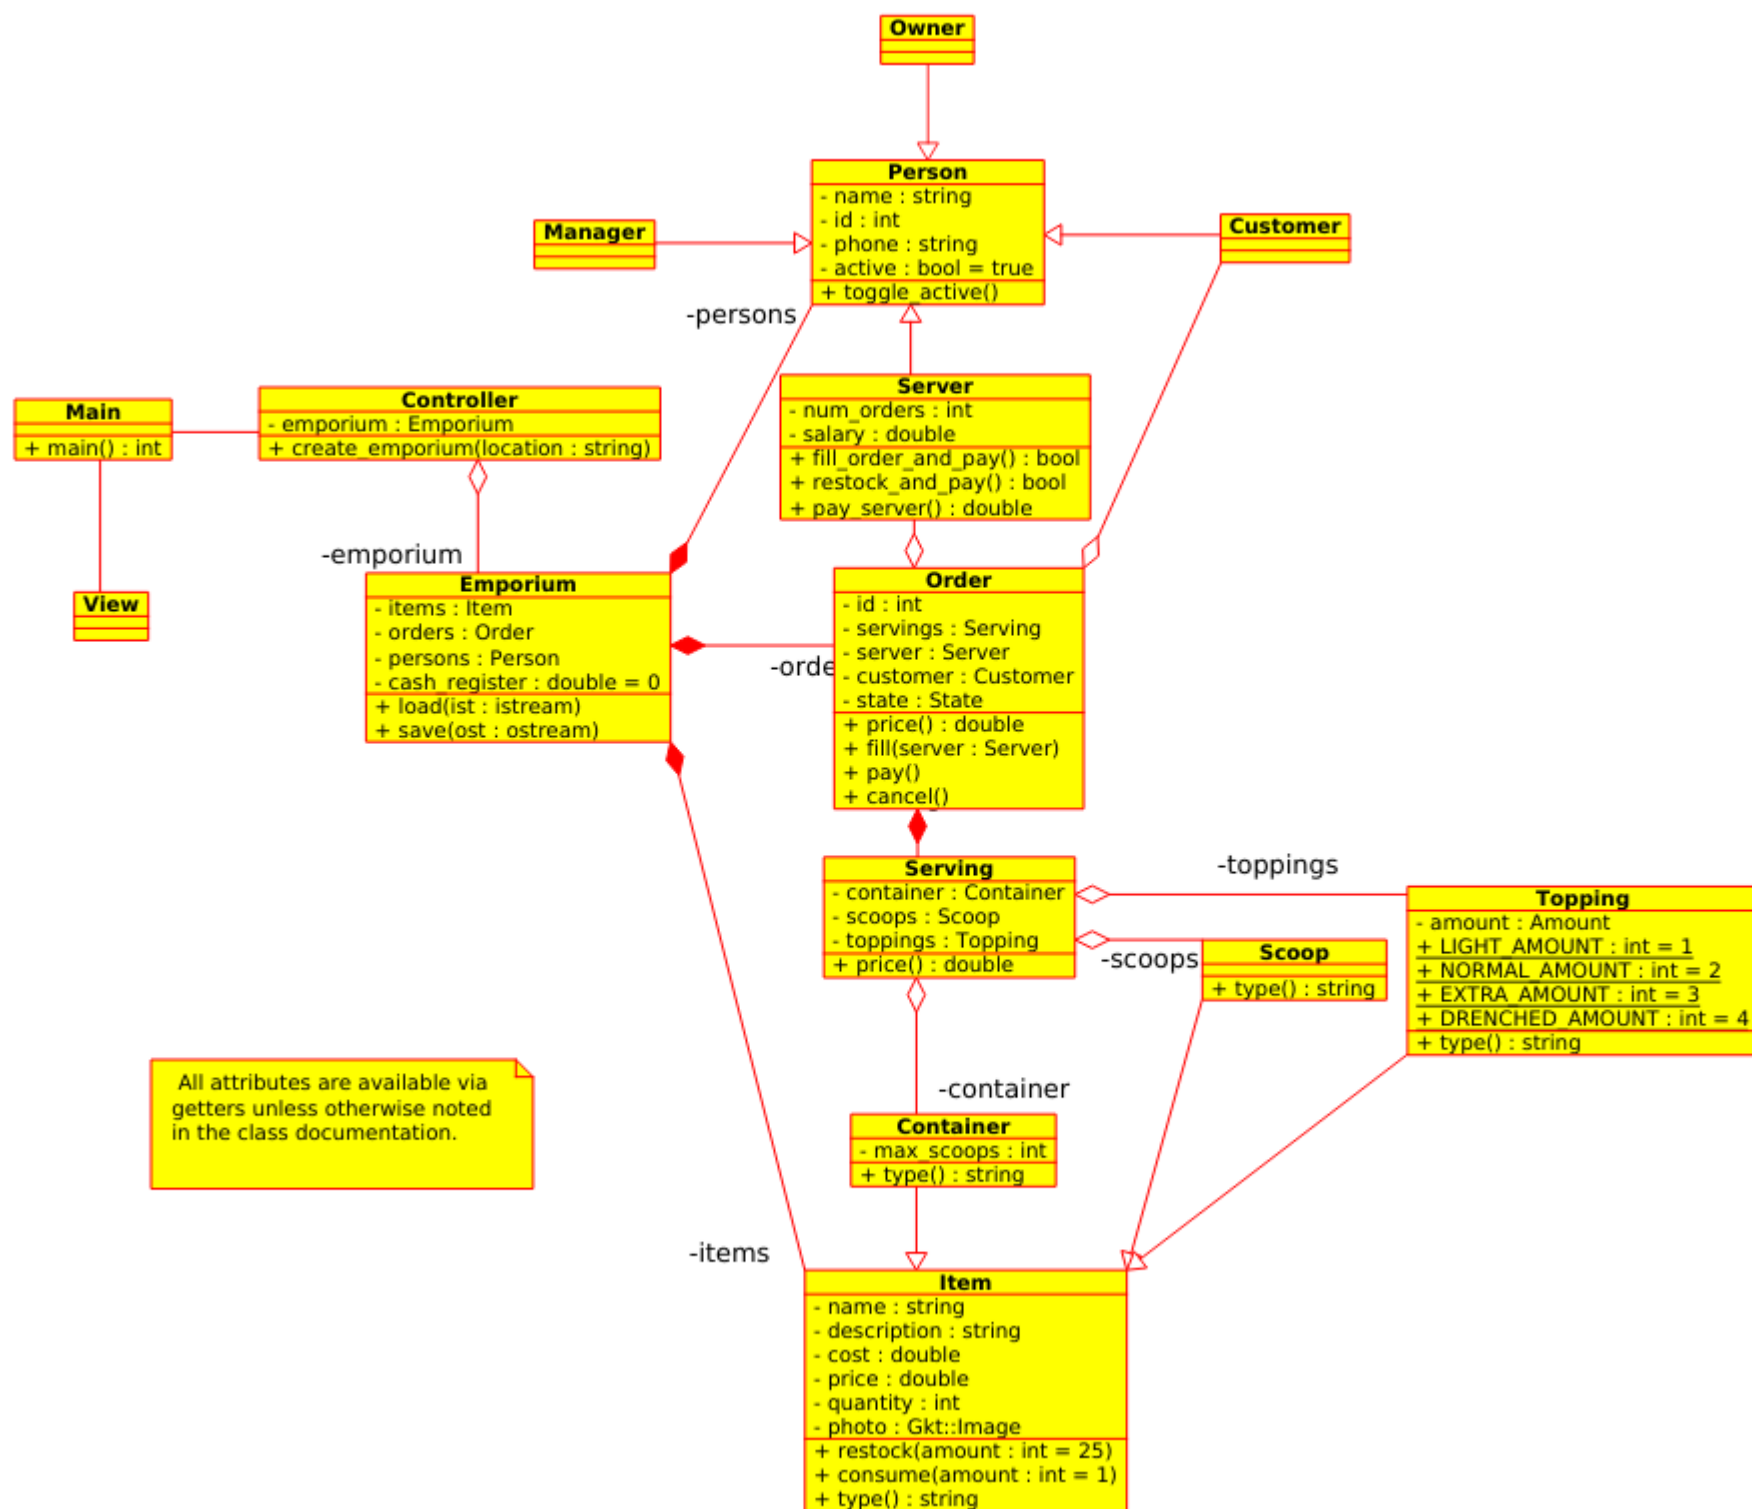 Owner
Person
- name : string
- id : int
- phone : string
- active : bool = true
+ toggle_active()
Manager
Customer
-persons
Server
- num_orders : int
- salary : double
+ fill_order_and_pay() : bool
+ restock_and_pay() : bool
+ pay_server() : double
Main
+ main() : int
Controller
- emporium : Emporium
+ create_emporium(location : string)
-emporium
View
Emporium
- items : Item
- orders : Order
- persons : Person
- cash_register : double = 0
+ load(ist : istream)
+ save(ost : ostream)
-orde
Order
- id : int
- servings : Serving
- server : Server
- customer : Customer
- state : State
+ price() : double
+ fill(server : Server)
+ pay()
+ cancel()
Serving
- container : Container
- scoops : Scoop
- toppings : Topping
+ price() : double
-toppings
-scoops
Scoop
+ type() : string
Topping
- amount : Amount
+ LIGHT_AMOUNT : int = 1
+ NORMAL_AMOUNT : int = 2
+ EXTRA_AMOUNT : int = 3
+ DRENCHED_AMOUNT : int = 4
+ type() : string
All attributes are available via
getters unless otherwise noted
in the class documentation.
-container
Container
- max_scoops : int
+ type() : string
-items
Item
- name : string
- description : string
- cost : double
- price : double
- quantity : int
- photo : Gkt::Image
+ restock(amount : int = 25)
+ consume(amount : int = 1)
+ type() : string